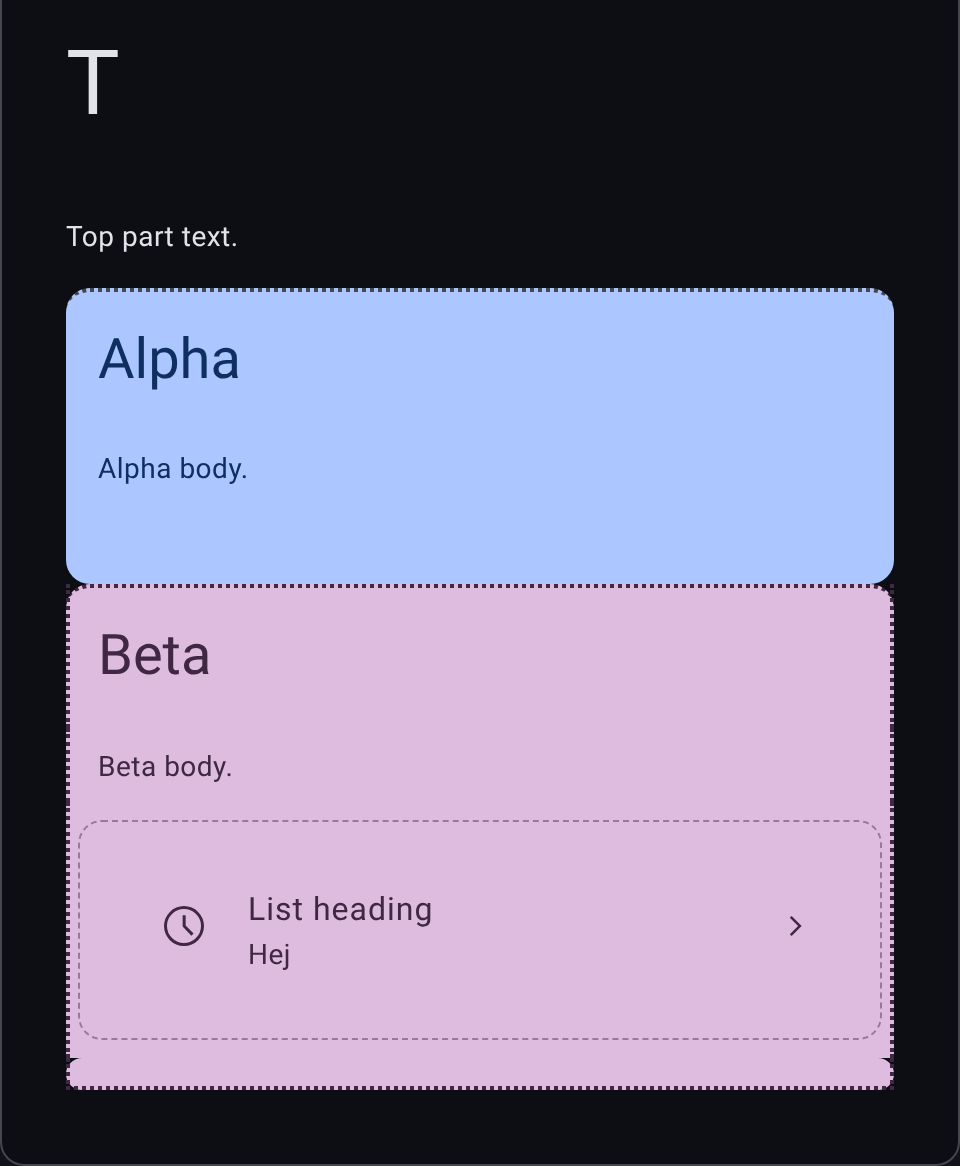 T
Top part text.
Alpha
Alpha body.
Beta
Beta body.
List heading
Hej